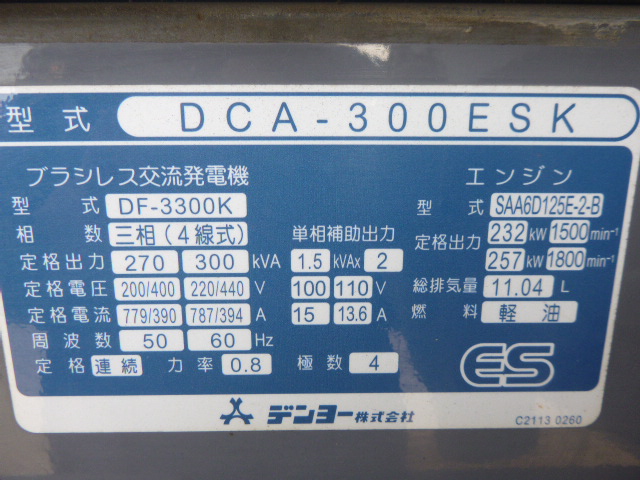 型式 DCA-300ESK
ブラシレス交流発電機
型式 DF-3300K
相数 三相(4線式) 単相補助出力
定格出力 270 300 kVA 1.5 kVAx 2
定格電圧 200/400 220/440 V 100 110 V
定格電流 779/390 787/394 A 15 13.6 A
周波数 50 60 Hz
定格 連続 力率 0.8 極数 4
エンジン
型式 SAA6D125E-2-B
定格出力 232 kW 1500 min⁻¹
257 kW 1800 min⁻¹
総排気量 11.04 L
燃料 軽油
ES
デンヨー株式会社
C2113 0260